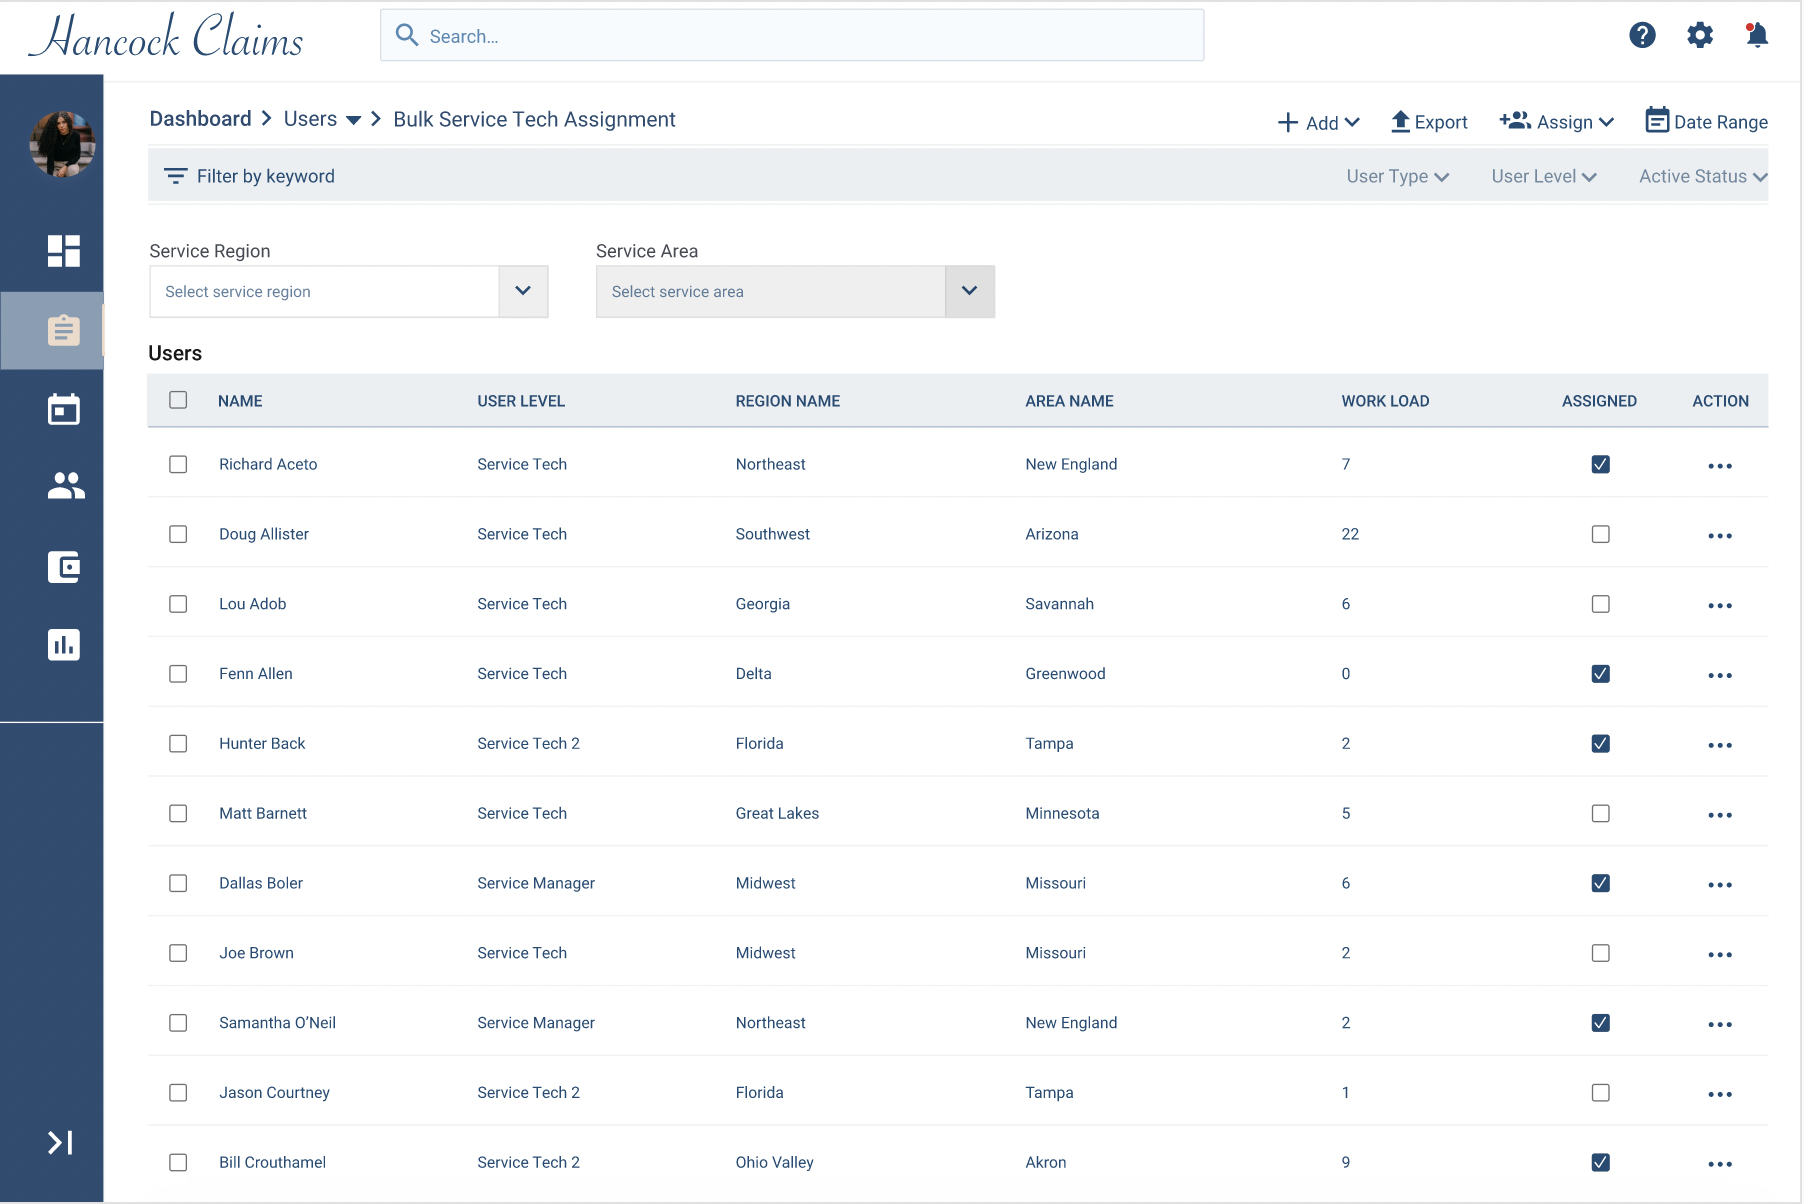 Hancock Claims
Search...
Dashboard Users Bulk Service Tech Assignment
Add Export Assign Date Range
Filter by keyword User Type User Level Active Status
Service Region Service Area
Select service region Select service area
Users
NAME USER LEVEL REGION NAME AREA NAME WORK LOAD ASSIGNED ACTION
Richard Aceto Service Tech Northeast New England 7
Doug Allister Service Tech Southwest Arizona 22
Lou Adob Service Tech Georgia Savannah 6
Fenn Allen Service Tech Delta Greenwood 0
Hunter Back Service Tech 2 Florida Tampa 2
Matt Barnett Service Tech Great Lakes Minnesota 5
Dallas Boler Service Manager Midwest Missouri 6
Joe Brown Service Tech Midwest Missouri 2
Samantha O’Neil Service Manager Northeast New England 2
Jason Courtney Service Tech 2 Florida Tampa 1
Bill Crouthamel Service Tech 2 Ohio Valley Akron 9